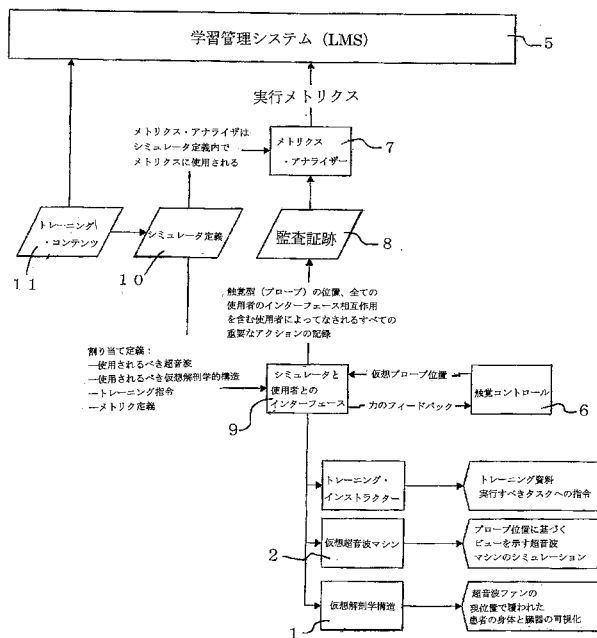 学習管理システム (LMS)
5
実行メトリクス
メトリクス・アナライザは
シミュレータ定義内で
メトリクスに使用される
メトリクス
・アナライザー
7
トレーニング
・コンテンツ
11
シミュレータ定義
10
監査証跡
8
触覚型（プローブ）の位置、全ての
使用者のインターフェース相互作用
を含む使用者によってなされるすべての
重要なアクションの記録
割り当て定義：
―使用されるべき超音波
―使用されるべき仮想解剖学的構造
―トレーニング指令
―メトリク定義
シミュレータと
使用者との
インターフェース
9
仮想プローブ位置
力のフィードバック
触覚コントロール
6
トレーニング・
インストラクター
トレーニング資料
実行すべきタスクへの指令
仮想超音波マシン
2
プローブ位置に基づく
ビューを示す超音波
マシンのシミュレーション
仮想解剖学構造
1
超音波ファンの
現位置で覆われた
患者の身体と臓器の可視化